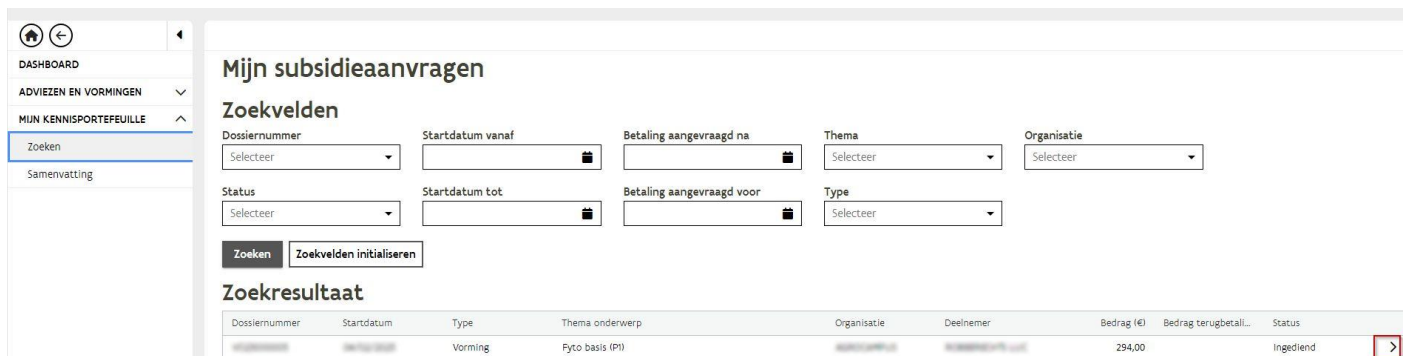 DASHBOARD
ADVIEZEN EN VORMINGEN
MIJN KENNISPORTEFEUILLE
Zoeken
Samenvatting
Mijn subsidieaanvragen
Zoekvelden
Dossiernummer Startdatum vanaf Betaling aangevraagd na Thema Organisatie
Selecteer Selecteer Selecteer
Status Startdatum tot Betaling aangevraagd voor Type
Selecteer Selecteer
Zoeken Zoekvelden initialiseren
Zoekresultaat
Dossiernummer Startdatum Type Thema onderwerp Organisatie Deelnemer Bedrag (€) Bedrag terugbetali... Status
Vorming Fyto basis (P1) 294,00 Ingediend